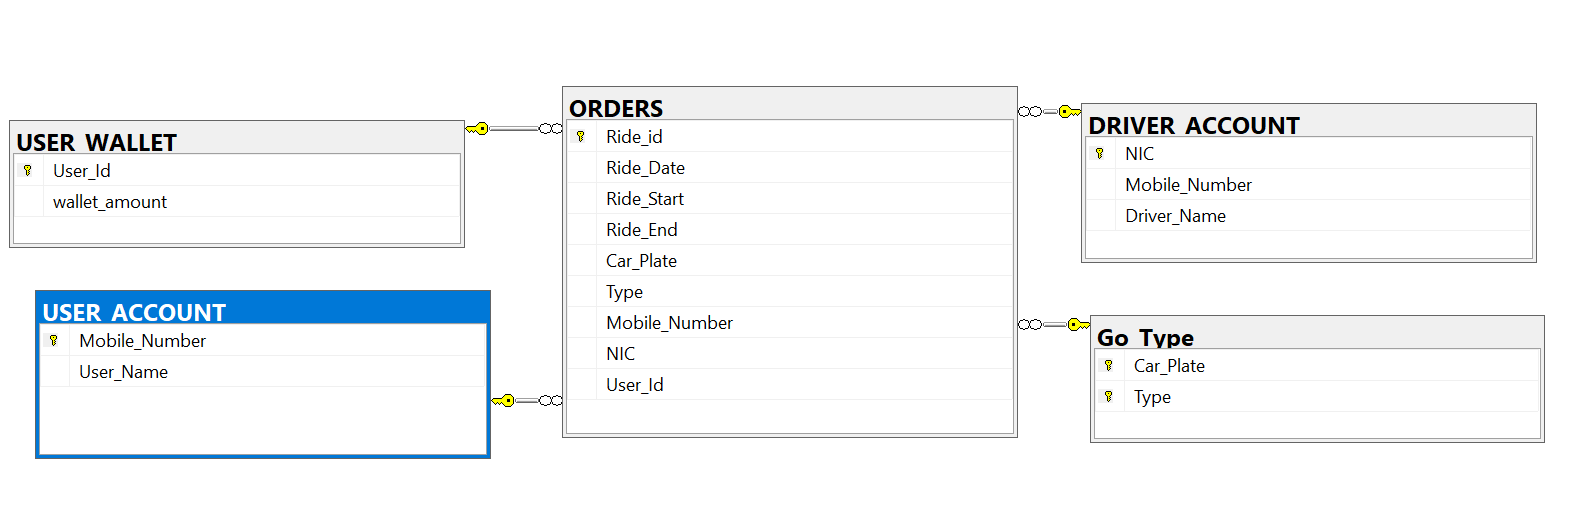 USER_WALLET
User_Id
wallet_amount
USER_ACCOUNT
Mobile_Number
User_Name
ORDERS
Ride_id
Ride_Date
Ride_Start
Ride_End
Car_Plate
Type
Mobile_Number
NIC
User_Id
DRIVER_ACCOUNT
NIC
Mobile_Number
Driver_Name
Go_Type
Car_Plate
Type